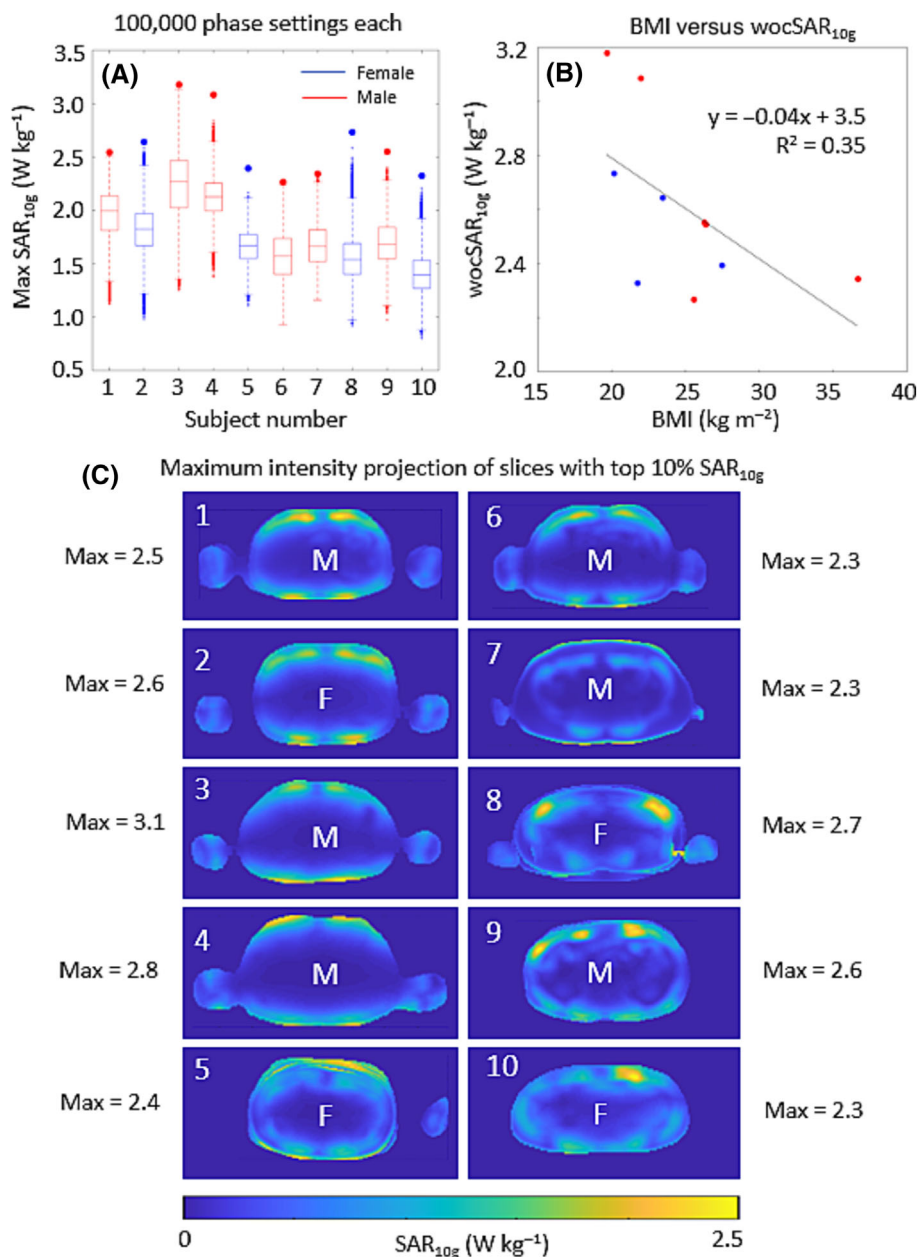 100,000 phase settings each
(A)
Female
Male
Max SAR10g (W kg−1)
3.5
3.0
2.5
2.0
1.5
1.0
0.5
1 2 3 4 5 6 7 8 9 10
Subject number
BMI versus wocSAR10g
(B)
y = −0.04x + 3.5
R² = 0.35
wocSAR10g (W kg−1)
3.2
2.8
2.4
2.0
15 20 25 30 35 40
BMI (kg m−2)
(C) Maximum intensity projection of slices with top 10% SAR10g
Max = 2.5 1 M
6 M Max = 2.3
Max = 2.6 2 F
7 M Max = 2.3
Max = 3.1 3 M
8 F Max = 2.7
Max = 2.8 4 M
9 M Max = 2.6
Max = 2.4 5 F
10 F Max = 2.3
0 2.5
SAR10g (W kg−1)